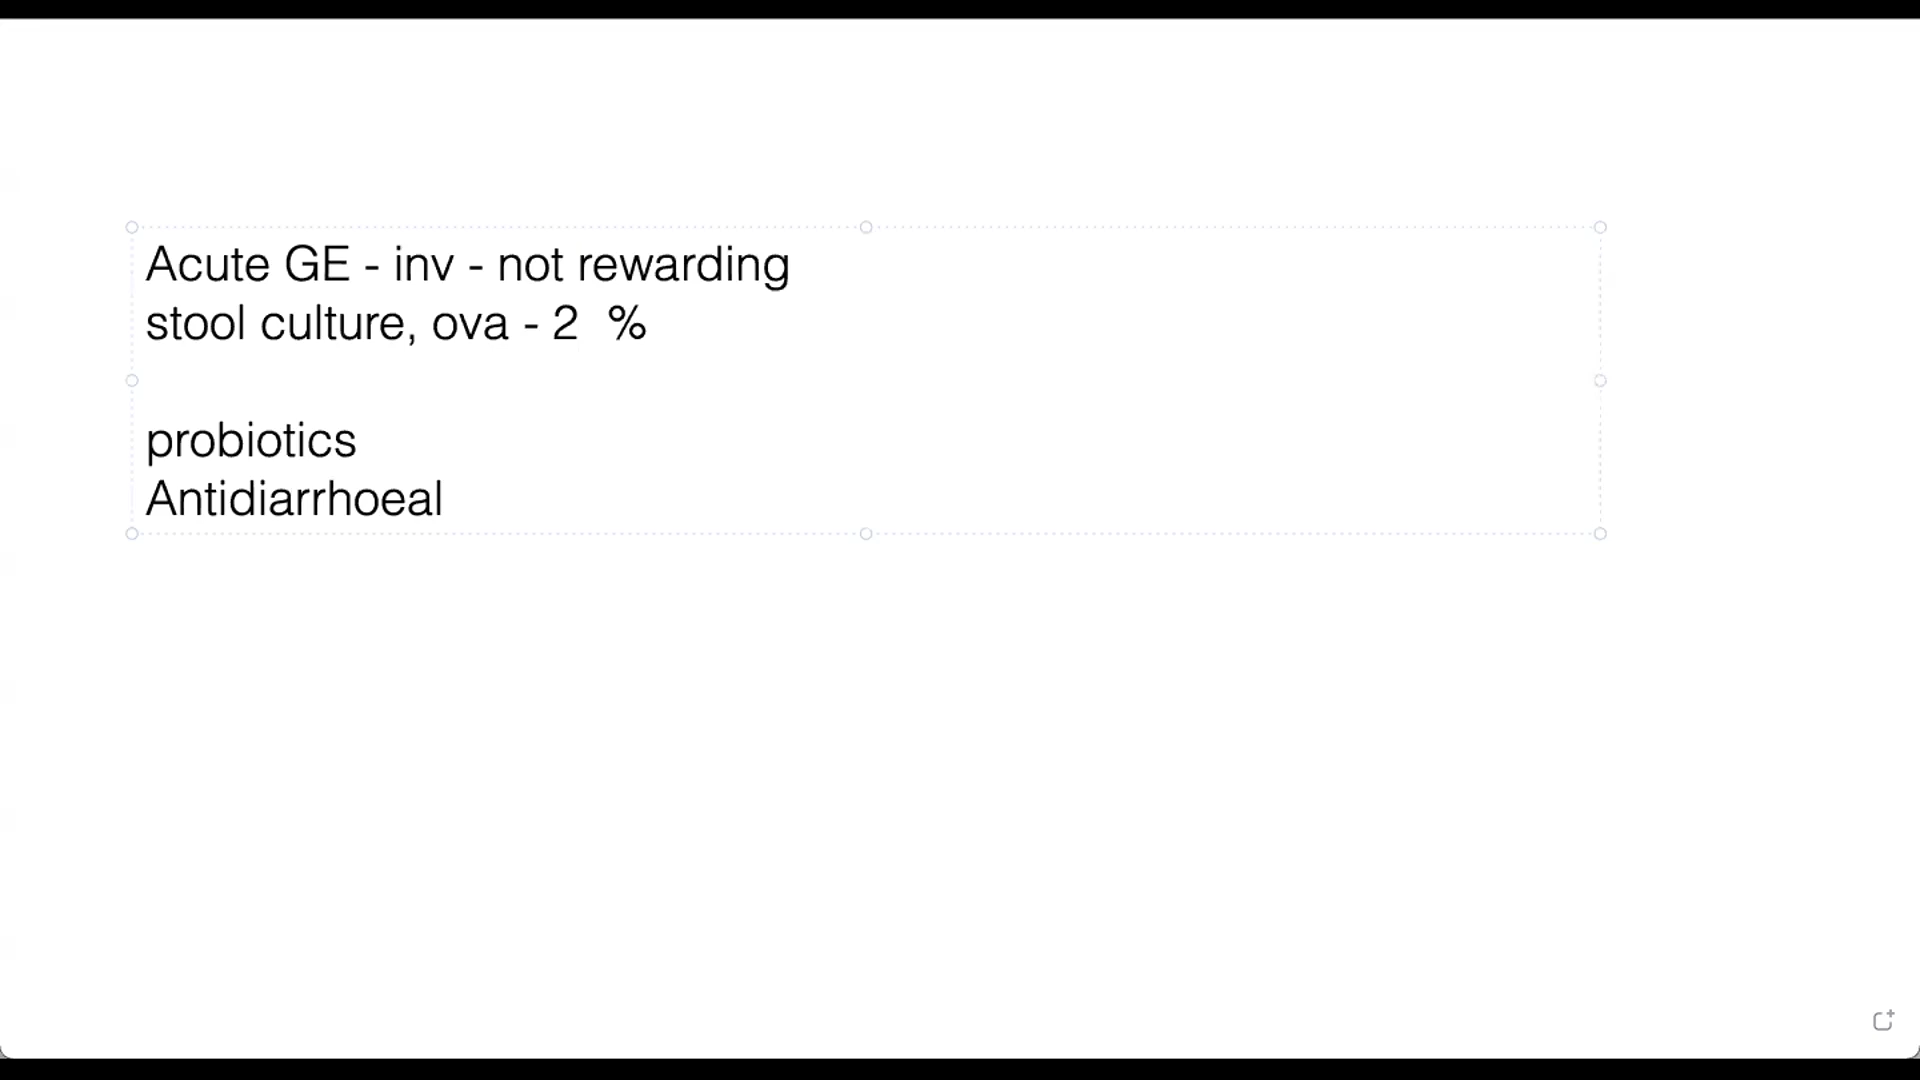 Acute GE - inv - not rewarding
stool culture, ova - 2  %
probiotics
Antidiarrhoeal